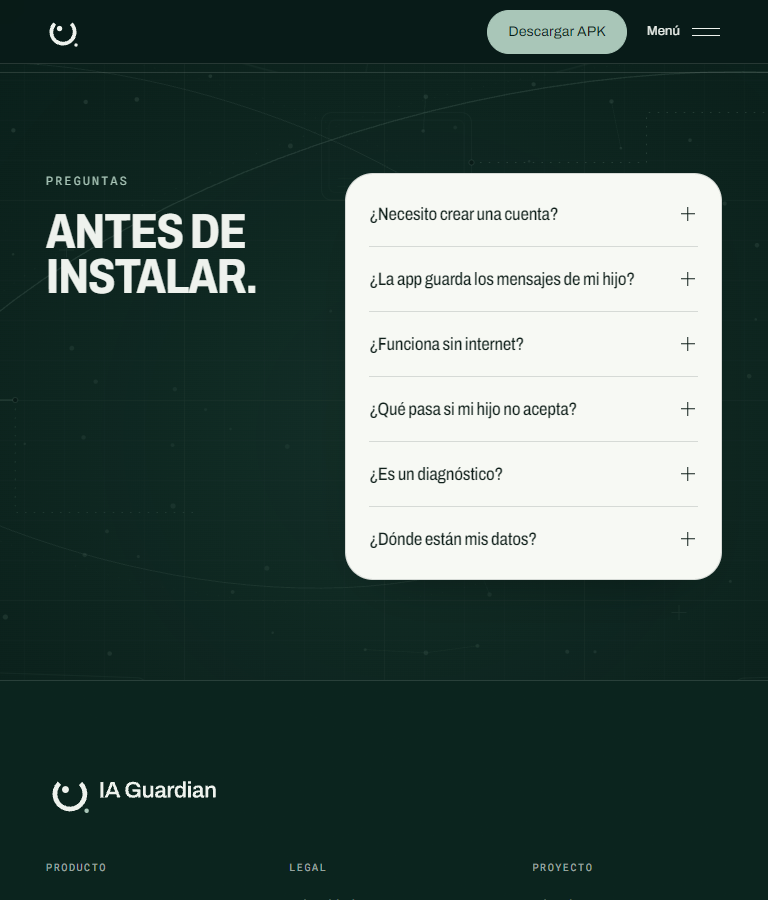 Descargar APK
Menú
PREGUNTAS
ANTES DE
INSTALAR.
¿Necesito crear una cuenta?
¿La app guarda los mensajes de mi hijo?
¿Funciona sin internet?
¿Qué pasa si mi hijo no acepta?
¿Es un diagnóstico?
¿Dónde están mis datos?
IA Guardian
PRODUCTO
LEGAL
PROYECTO